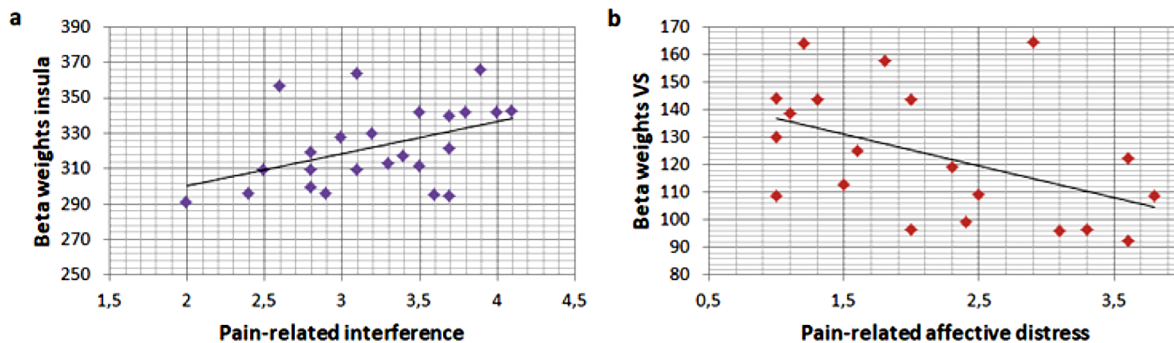 a
Beta weights insula
390
370
350
330
310
290
270
250
1,5 2 2,5 3 3,5 4 4,5
Pain-related interference
b
Beta weights VS
170
160
150
140
130
120
110
100
90
80
0,5 1,5 2,5 3,5
Pain-related affective distress